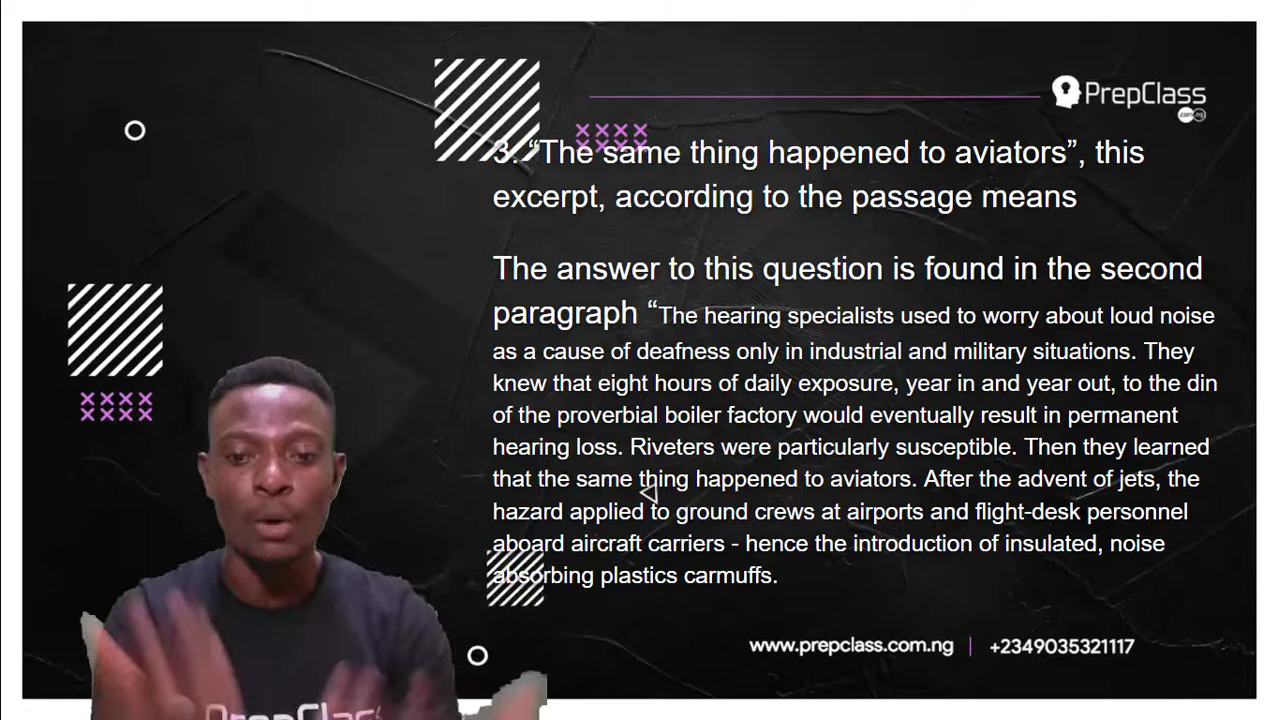 PrepClass
.com.ng
3. “The same thing happened to aviators”, this
excerpt, according to the passage means
The answer to this question is found in the second
paragraph “The hearing specialists used to worry about loud noise
as a cause of deafness only in industrial and military situations. They
knew that eight hours of daily exposure, year in and year out, to the din
of the proverbial boiler factory would eventually result in permanent
hearing loss. Riveters were particularly susceptible. Then they learned
that the same thing happened to aviators. After the advent of jets, the
hazard applied to ground crews at airports and flight-desk personnel
aboard aircraft carriers - hence the introduction of insulated, noise
absorbing plastics carmuffs.
www.prepclass.com.ng | +2349035321117
PrepClass